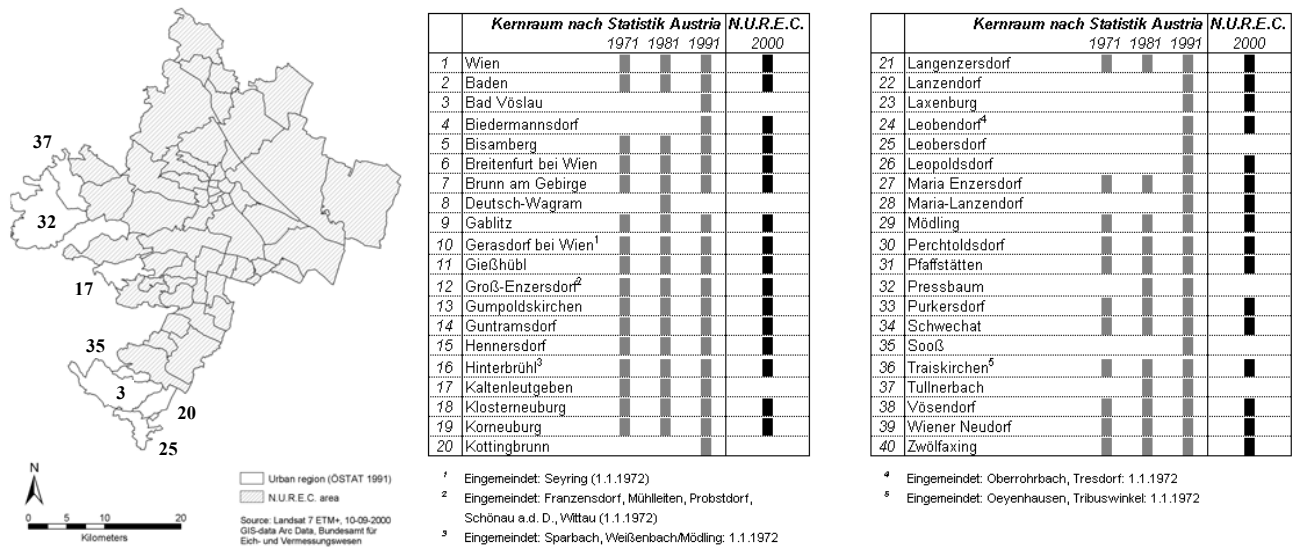 37
32
17
35
3
20
25
N
0 5 10 20
Kilometers
Urban region (ÖSTAT 1991)
N.U.R.E.C. area
Source: Landsat 7 ETM+, 10-09-2000
GIS-data Arc Data, Bundesamt für
Eich- und Vermessungswesen
Kernraum nach Statistik Austria N.U.R.E.C.
1971 1981 1991 2000
1 Wien
2 Baden
3 Bad Vöslau
4 Biedermannsdorf
5 Bisamberg
6 Breitenfurt bei Wien
7 Brunn am Gebirge
8 Deutsch-Wagram
9 Gablitz
10 Gerasdorf bei Wien¹
11 Gießhübl
12 Groß-Enzersdorf²
13 Gumpoldskirchen
14 Guntramsdorf
15 Hennersdorf
16 Hinterbrühl³
17 Kaltenleutgeben
18 Klosterneuburg
19 Korneuburg
20 Kottingbrunn
¹ Eingemeindet: Seyring (1.1.1972)
² Eingemeindet: Franzensdorf, Mühlleiten, Probstdorf,
Schönau a.d. D., Wittau (1.1.1972)
³ Eingemeindet: Sparbach, Weißenbach/Mödling: 1.1.1972
Kernraum nach Statistik Austria N.U.R.E.C.
1971 1981 1991 2000
21 Langenzersdorf
22 Lanzendorf
23 Laxenburg
24 Leobendorf⁴
25 Leobersdorf
26 Leopoldsdorf
27 Maria Enzersdorf
28 Maria-Lanzendorf
29 Mödling
30 Perchtoldsdorf
31 Pfaffstätten
32 Pressbaum
33 Purkersdorf
34 Schwechat
35 Sooß
36 Traiskirchen⁵
37 Tullnerbach
38 Vösendorf
39 Wiener Neudorf
40 Zwölfaxing
⁴ Eingemeindet: Oberrohrbach, Tresdorf: 1.1.1972
⁵ Eingemeindet: Oeyenhausen, Tribuswinkel: 1.1.1972